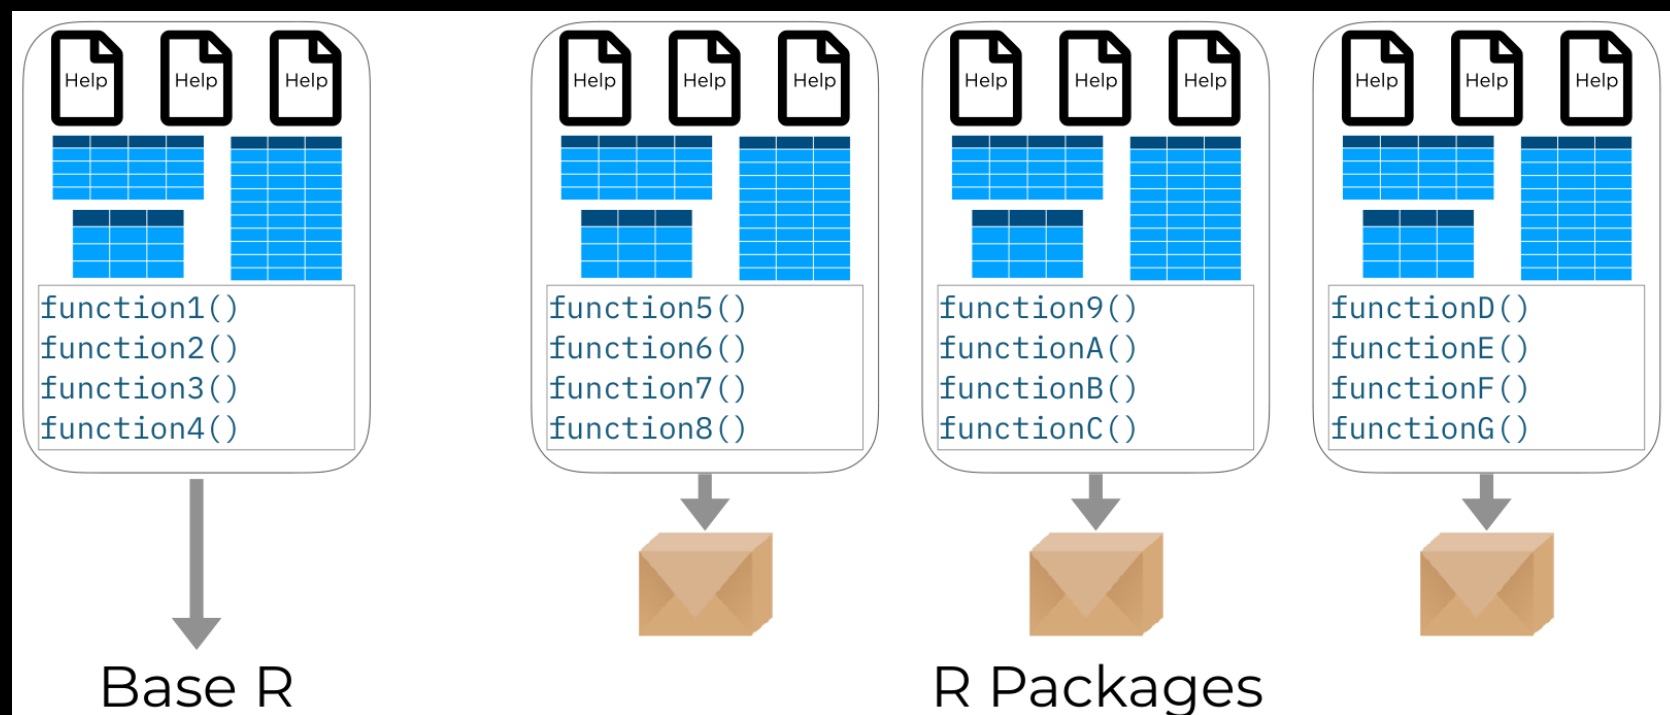 Help Help Help
function1()
function2()
function3()
function4()
Base R
Help Help Help
function5()
function6()
function7()
function8()
Help Help Help
function9()
functionA()
functionB()
functionC()
Help Help Help
functionD()
functionE()
functionF()
functionG()
R Packages